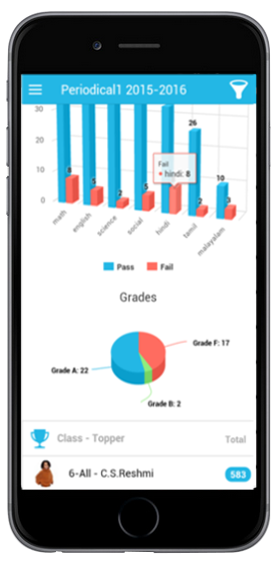 Periodical1 2015-2016
30
26
20
Fail
hindi: 8
10
8
5
2
5
2
10
3
0
math
english
science
social
hindi
tamil
malayalam
Pass
Fail
Grades
Grade F: 17
Grade A: 22
Grade B: 2
Class - Topper
Total
6-All - C.S.Reshmi
583